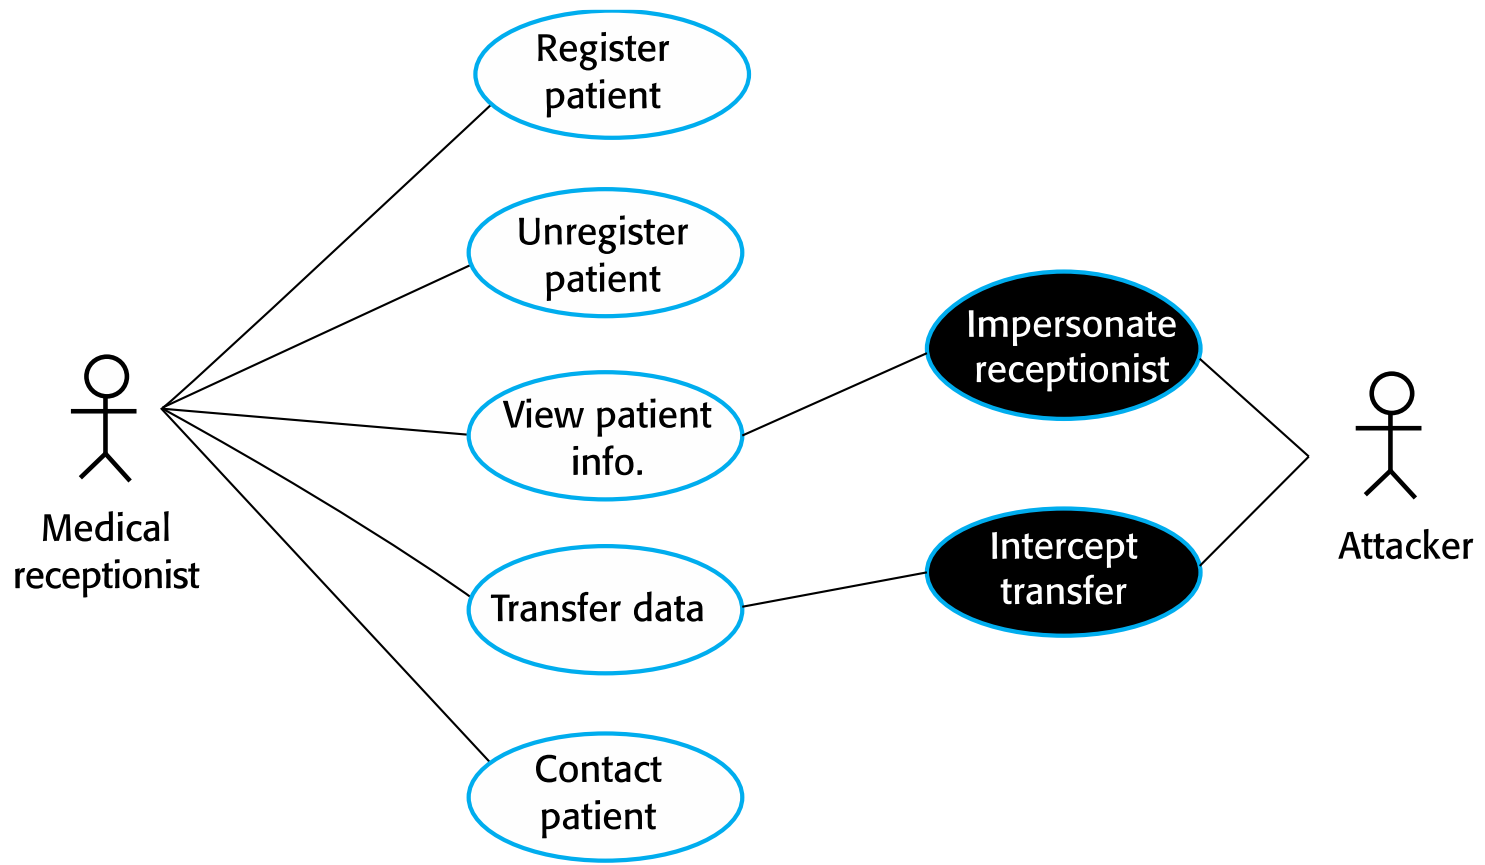 Register
patient
Unregister
patient
View patient
info.
Transfer data
Contact
patient
Medical
receptionist
Impersonate
receptionist
Intercept
transfer
Attacker